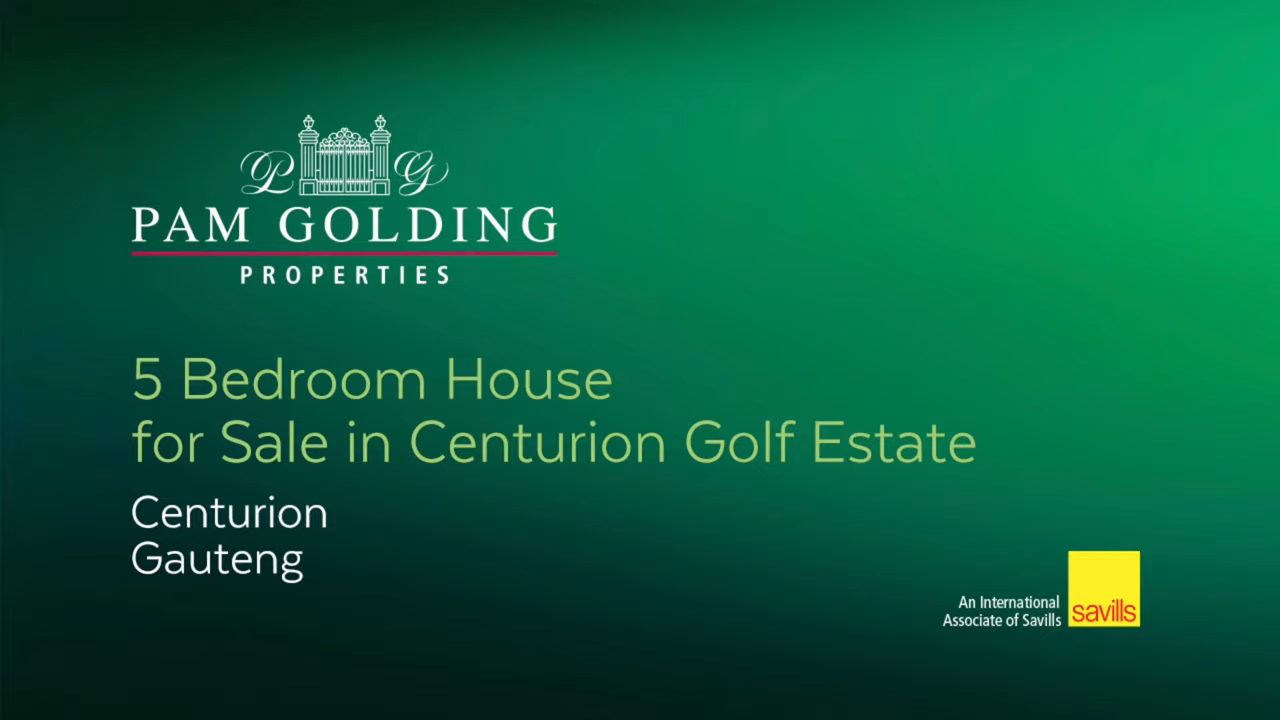 P G
PAM GOLDING
PROPERTIES
5 Bedroom House
for Sale in Centurion Golf Estate
Centurion
Gauteng
An International
Associate of Savills
savills